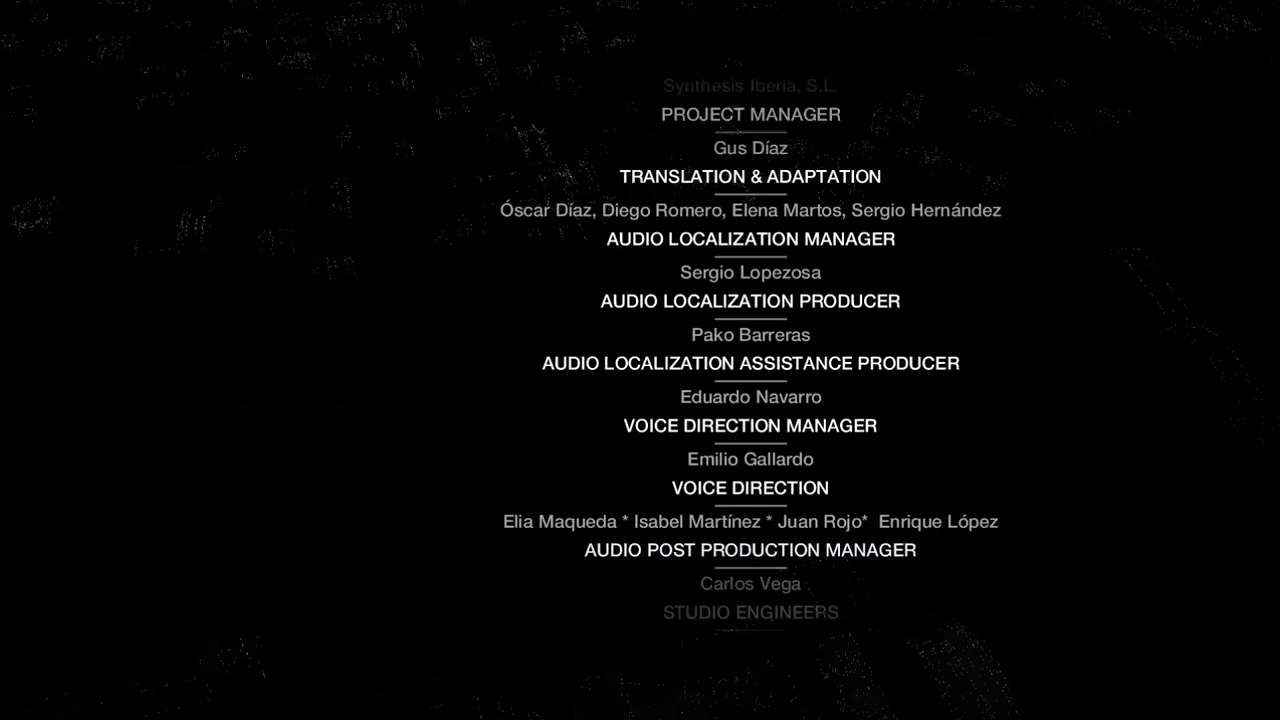 Synthesis Iberia, S.L.
PROJECT MANAGER
Gus Díaz
TRANSLATION & ADAPTATION
Óscar Díaz, Diego Romero, Elena Martos, Sergio Hernández
AUDIO LOCALIZATION MANAGER
Sergio Lopezosa
AUDIO LOCALIZATION PRODUCER
Pako Barreras
AUDIO LOCALIZATION ASSISTANCE PRODUCER
Eduardo Navarro
VOICE DIRECTION MANAGER
Emilio Gallardo
VOICE DIRECTION
Elia Maqueda * Isabel Martínez * Juan Rojo*  Enrique López
AUDIO POST PRODUCTION MANAGER
Carlos Vega
STUDIO ENGINEERS